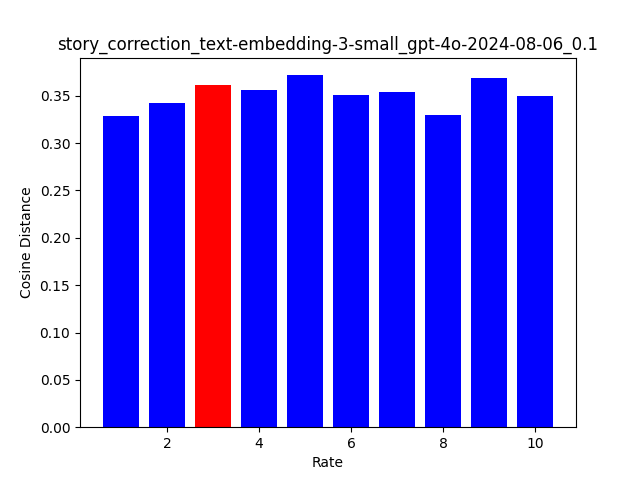 story_correction_text-embedding-3-small_gpt-4o-2024-08-06_0.1
0.35
0.30
0.25
0.20
0.15
0.10
0.05
0.00
Cosine Distance
2 4 6 8 10
Rate